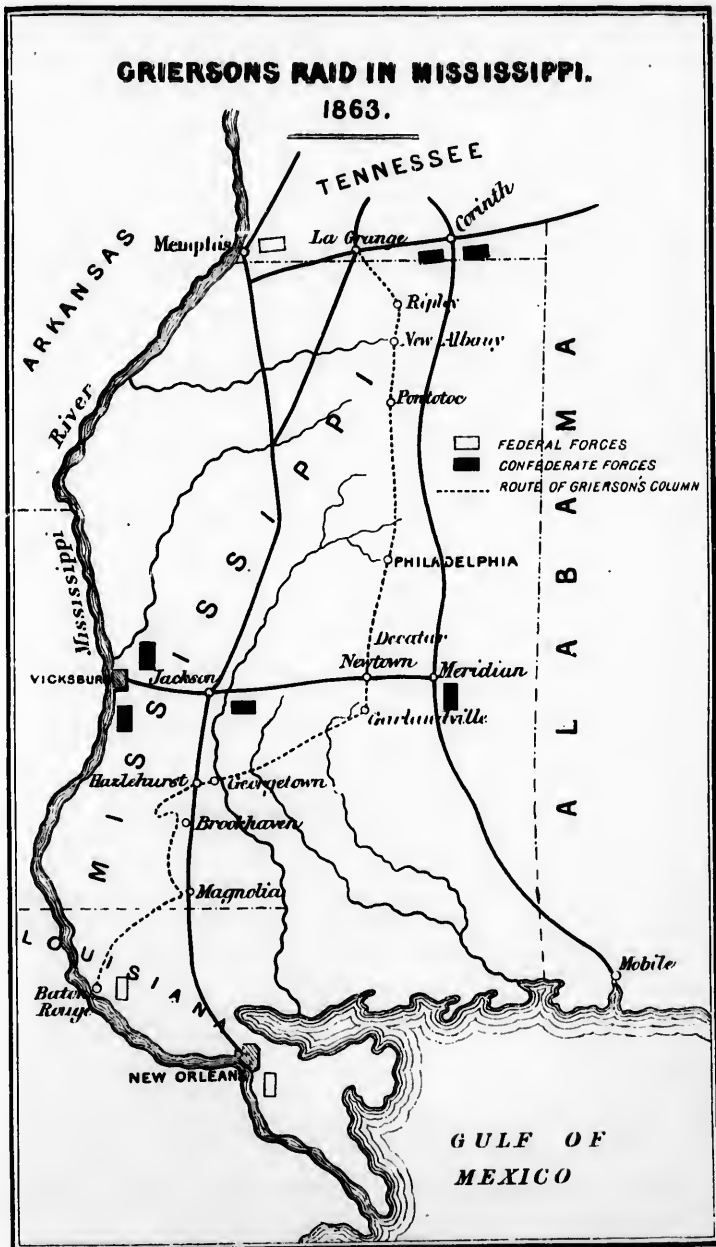 GRIERSONS RAID IN MISSISSIPPI.
1863.
TENNESSEE
ARKANSAS
Memphis
La Grange
Corinth
Ripley
New Albany
Pontotoc
River
Mississippi
MISSISSIPPI
ALABAMA
FEDERAL FORCES
CONFEDERATE FORCES
ROUTE OF GRIERSON'S COLUMN
PHILADELPHIA
Decatur
Newtown
Meridian
VICKSBURG
Jackson
Garlandville
Hazlehurst
Georgetown
Brookhaven
Magnolia
LOUISIANA
Baton
Rouge
Mobile
NEW ORLEANS
GULF OF
MEXICO